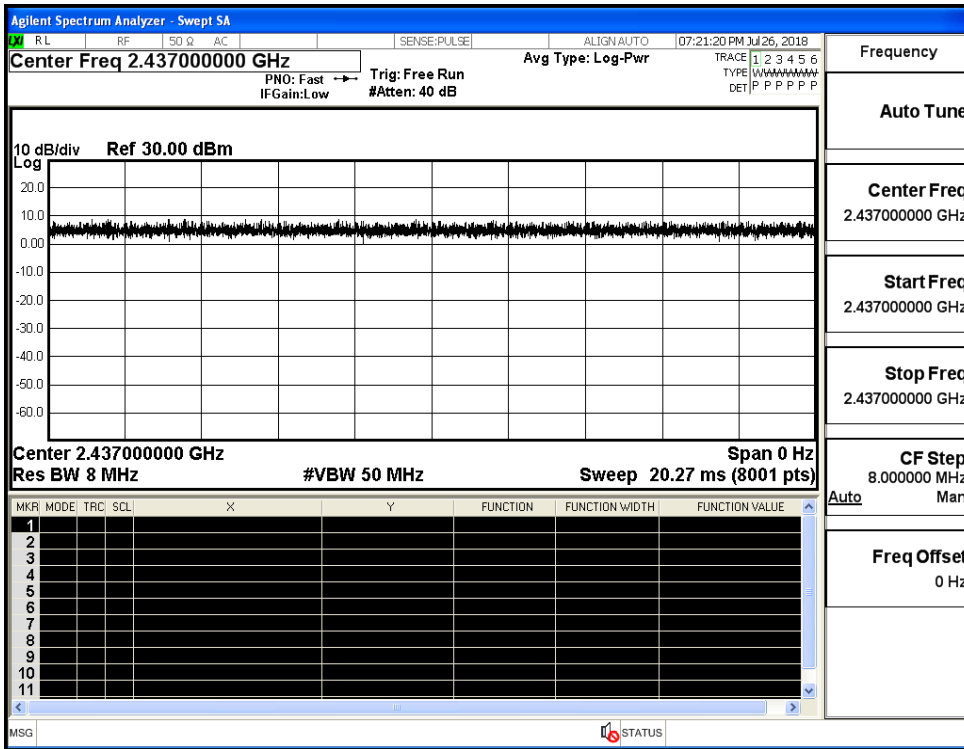 Agilent Spectrum Analyzer - Swept SA
LXI RL RF 50 Ω AC SENSE:PULSE ALIGN AUTO 07:21:20 PM Jul 26, 2018
Center Freq 2.437000000 GHz
PNO: Fast
IFGain:Low
Trig: Free Run
#Atten: 40 dB
Avg Type: Log-Pwr
TRACE 1 2 3 4 5 6
TYPE WWWWWW
DET P P P P P P
10 dB/div Ref 30.00 dBm
Log
20.0
10.0
0.00
-10.0
-20.0
-30.0
-40.0
-50.0
-60.0
Center 2.437000000 GHz Span 0 Hz
Res BW 8 MHz #VBW 50 MHz Sweep 20.27 ms (8001 pts)
MKR MODE TRC SCL X Y FUNCTION FUNCTION WIDTH FUNCTION VALUE
1
2
3
4
5
6
7
8
9
10
11
MSG STATUS
Frequency
Auto Tune
Center Freq
2.437000000 GHz
Start Freq
2.437000000 GHz
Stop Freq
2.437000000 GHz
CF Step
8.000000 MHz
Auto Man
Freq Offset
0 Hz